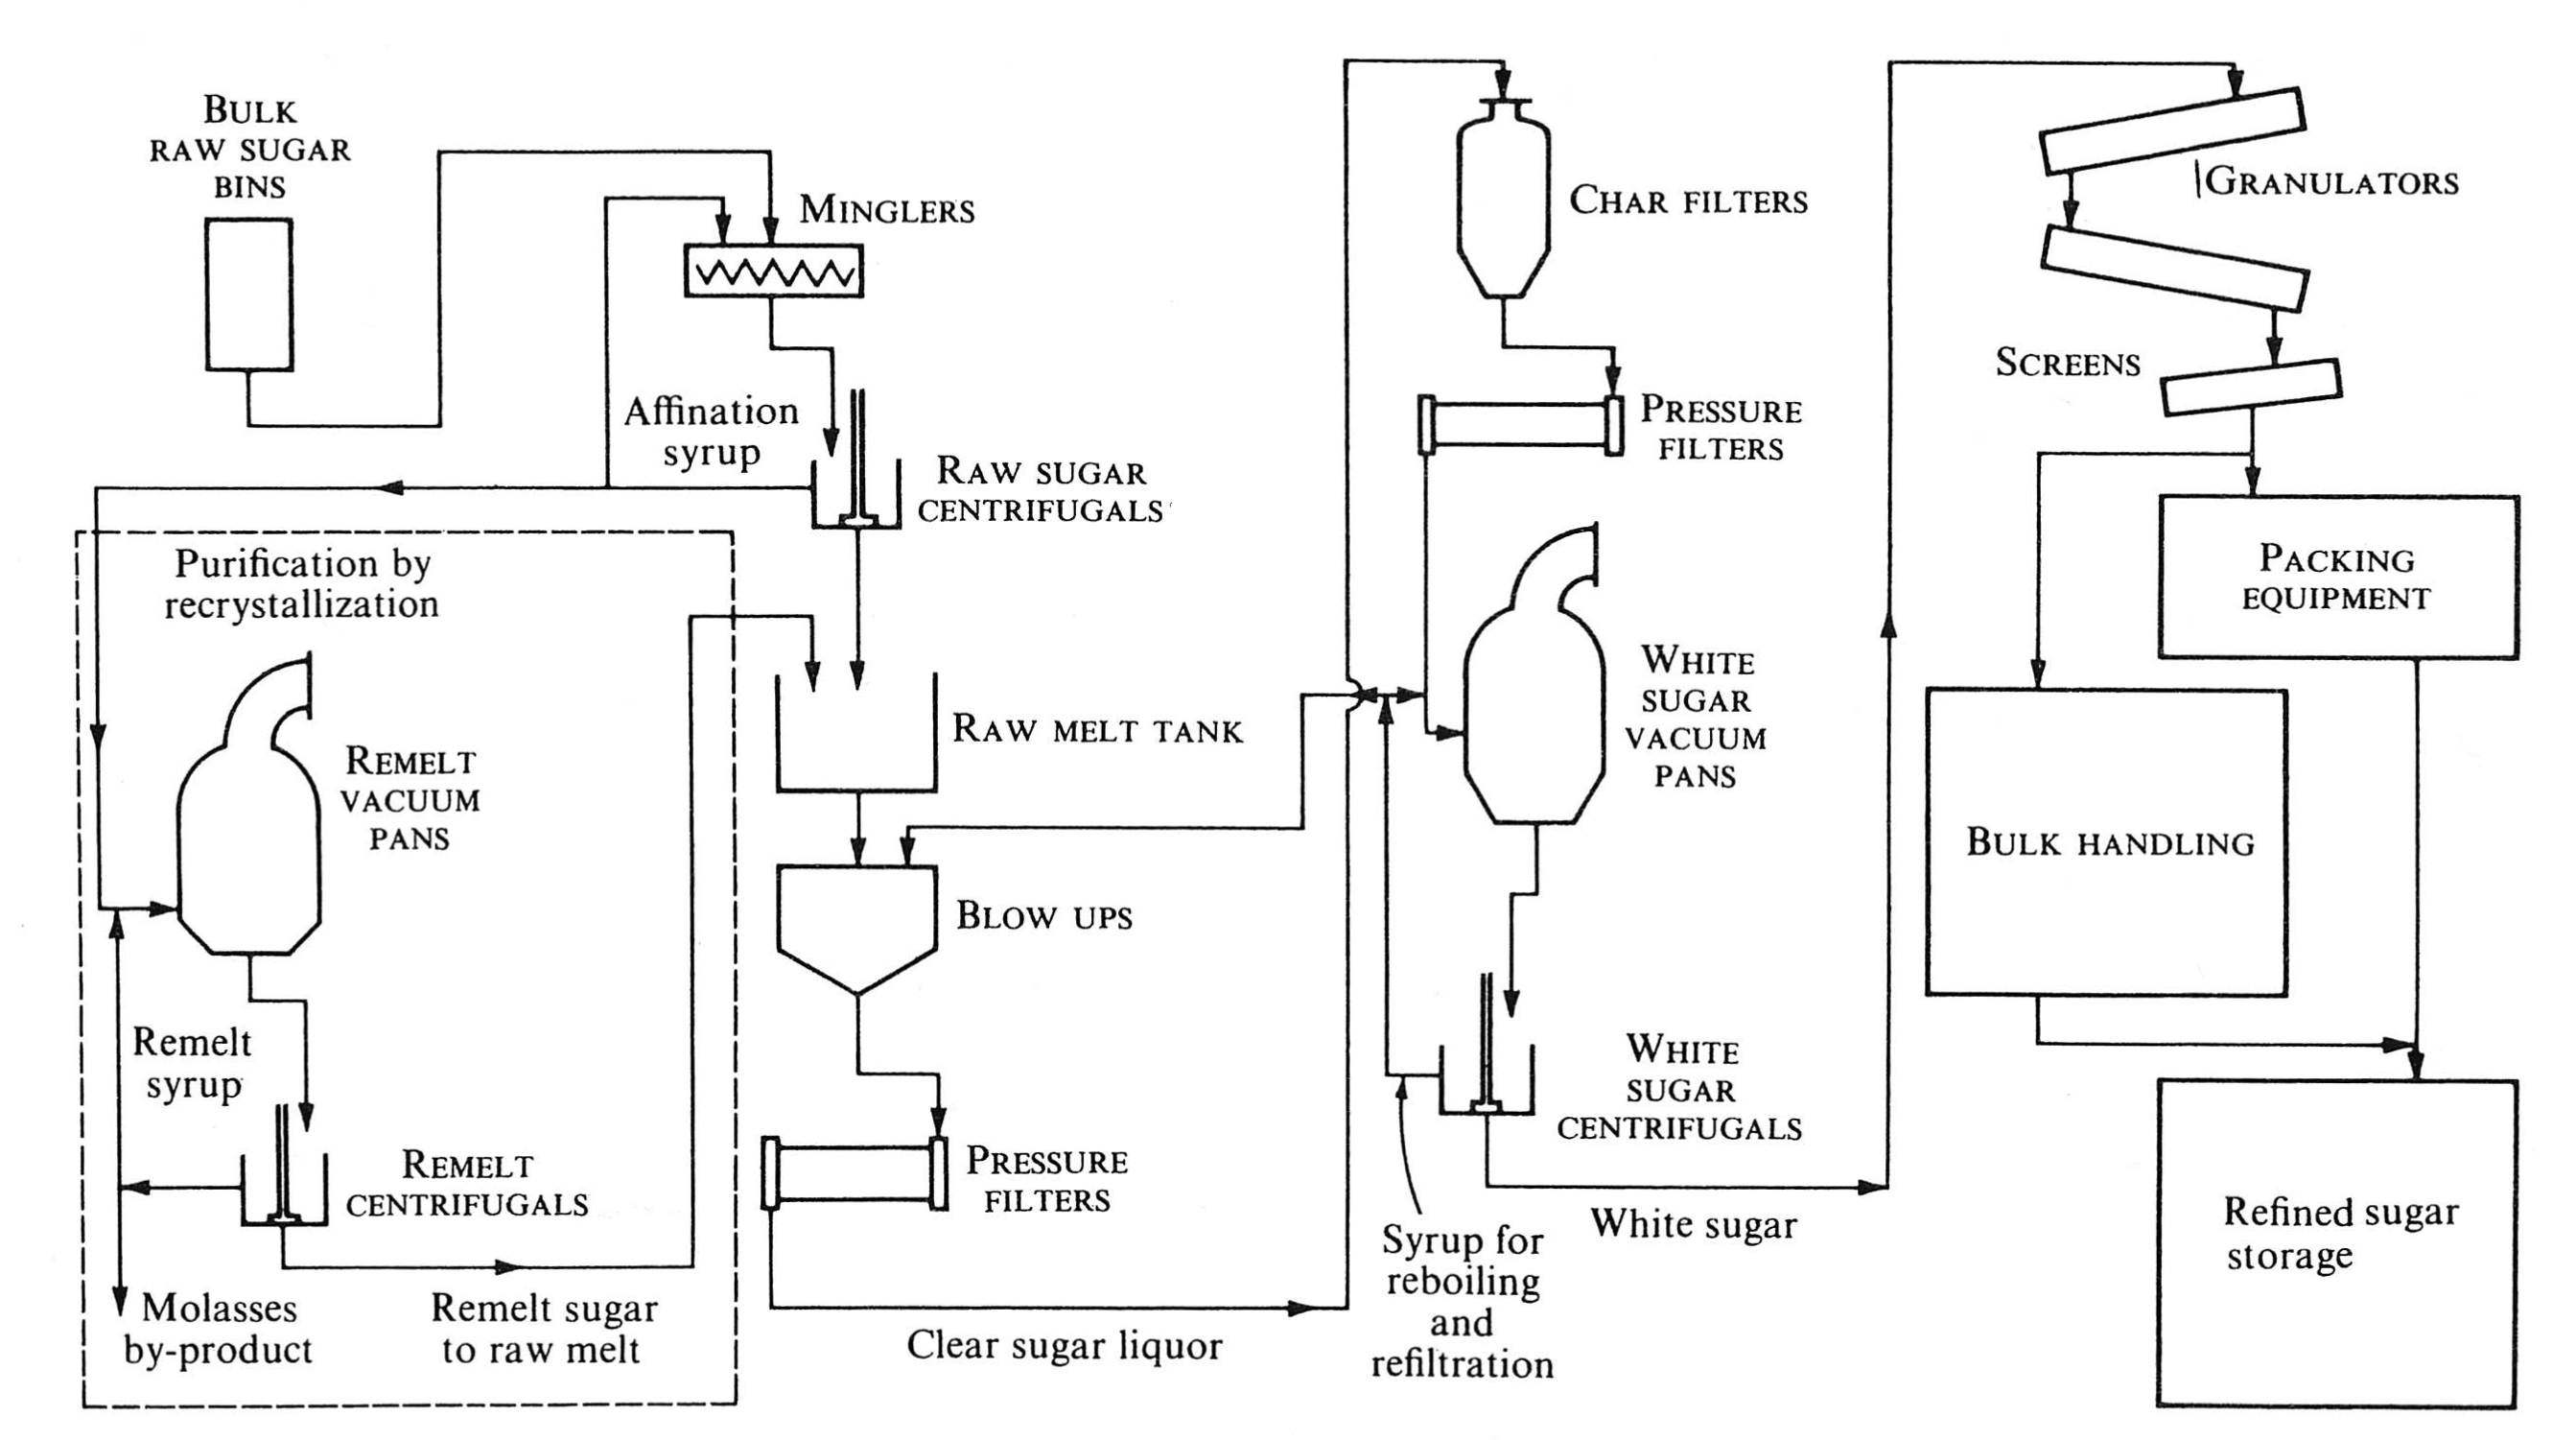 BULK
RAW SUGAR
BINS
MINGLERS
Affination
syrup
RAW SUGAR
CENTRIFUGALS
Purification by
recrystallization
REMELT
VACUUM
PANS
RAW MELT TANK
BLOW UPS
Remelt
syrup
REMELT
CENTRIFUGALS
PRESSURE
FILTERS
Molasses
by-product
Remelt sugar
to raw melt
Clear sugar liquor
CHAR FILTERS
PRESSURE
FILTERS
WHITE
SUGAR
VACUUM
PANS
WHITE
SUGAR
CENTRIFUGALS
Syrup for
reboiling
and
refiltration
White sugar
GRANULATORS
SCREENS
PACKING
EQUIPMENT
BULK HANDLING
Refined sugar
storage